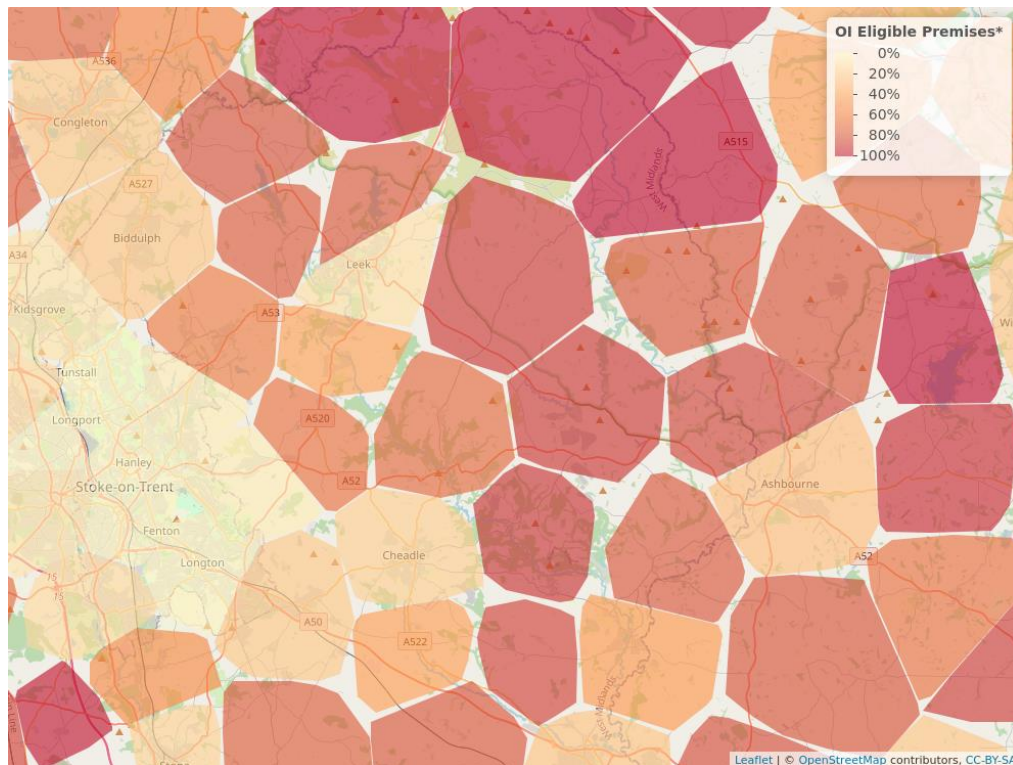 OI Eligible Premises*
0%
20%
40%
60%
80%
100%
A536
Congleton
A515
West Midlands
A527
Biddulph
A34
Leek
Kidsgrove
A53
Tunstall
Longport
A520
Hanley
A52
Stoke-on-Trent
Ashbourne
Fenton
Cheadle
A52
Longton
15
15
A50
A522
West Midlands
Leaflet | © OpenStreetMap contributors, CC-BY-SA